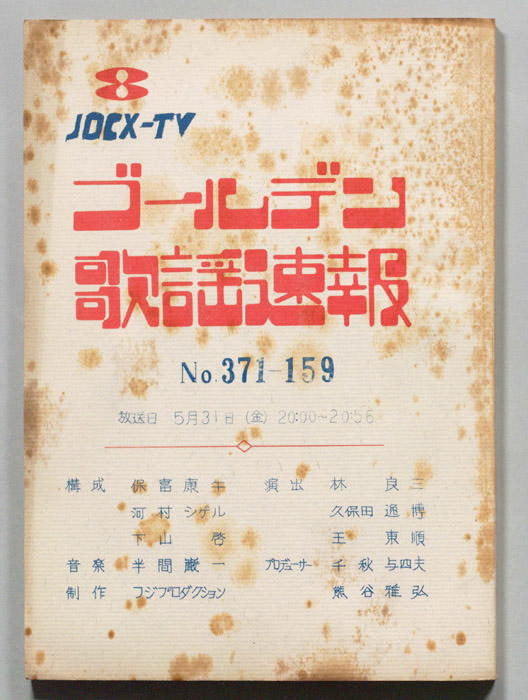 8
JOCX-TV
ゴールデン
歌謡速報
No.371-159
放送日 5月31日(金) 20:00~20:56
構成 保富康午 演出 林良三
河村シゲル 久保田 博
下山啓 王東順
音楽 半間巌一 プロデューサー 千秋与四夫
制作 フジプロダクション 熊谷雅弘